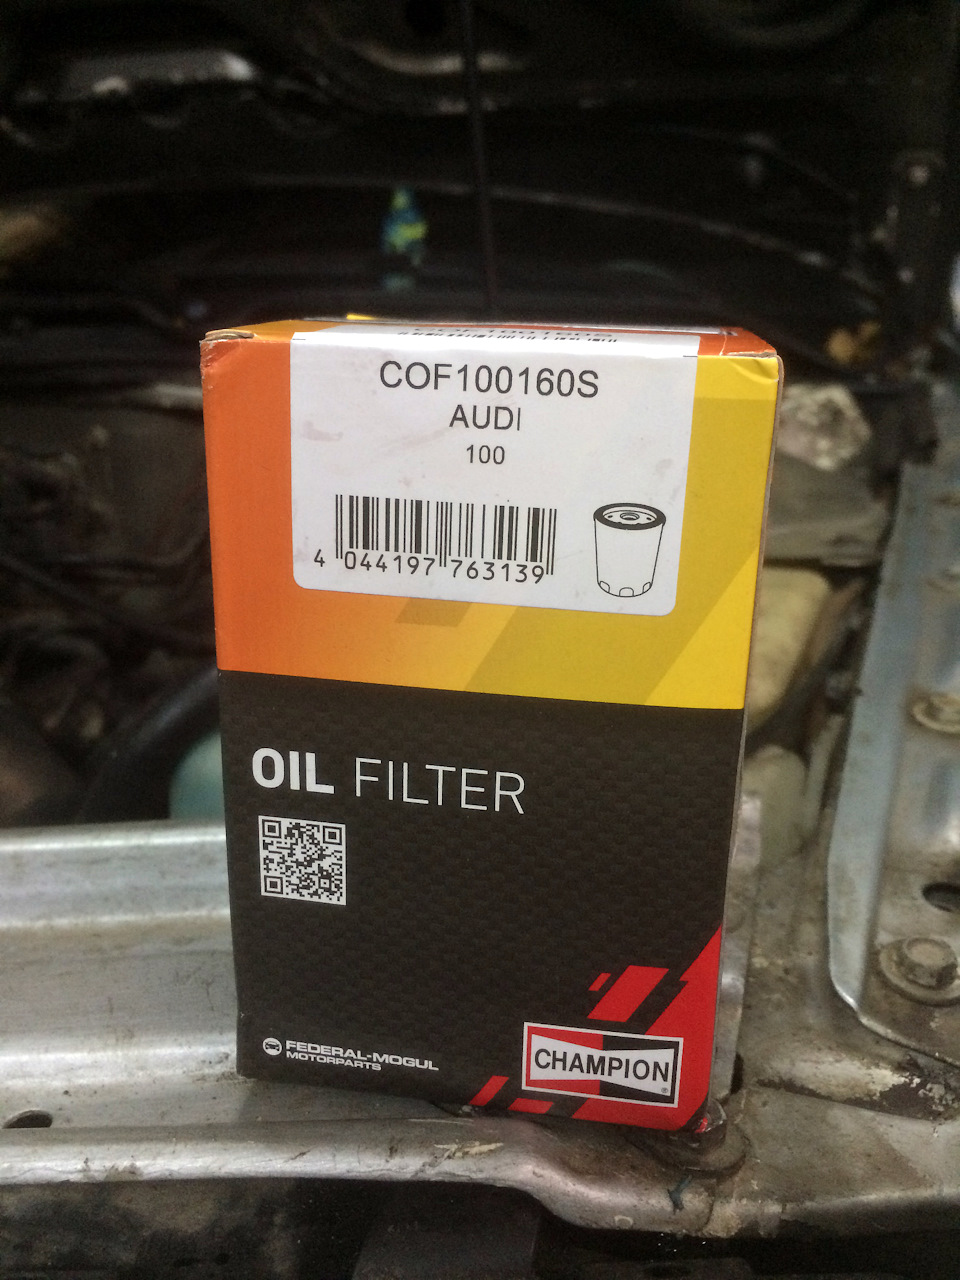 COF100160S
AUDI
100
4 044197 763139
OIL FILTER
FEDERAL-MOGUL
MOTORPARTS
CHAMPION